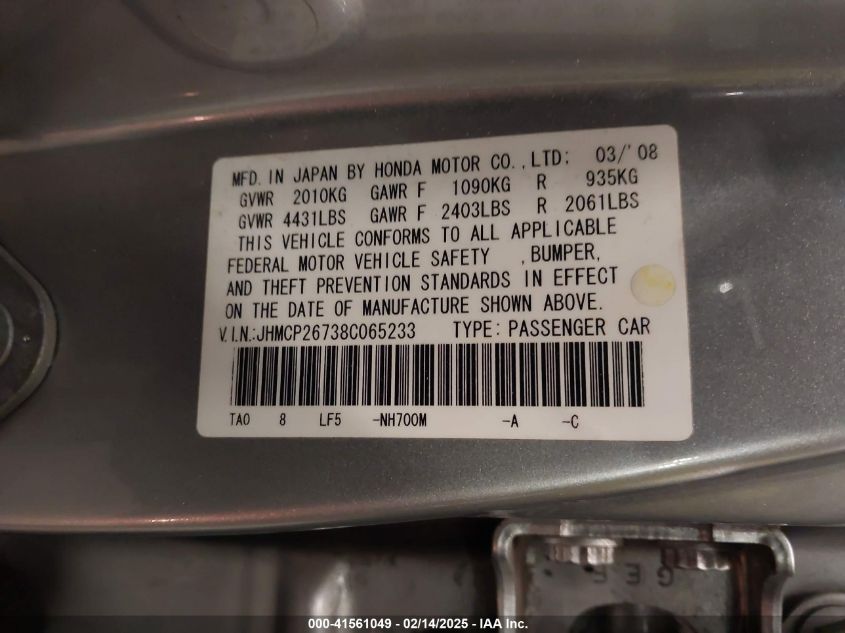 MFD. IN JAPAN BY HONDA MOTOR CO., LTD: 03/'08
GVWR 2010KG GAWR F 1090KG R 935KG
GVWR 4431LBS GAWR F 2403LBS R 2061LBS
THIS VEHICLE CONFORMS TO ALL APPLICABLE
FEDERAL MOTOR VEHICLE SAFETY , BUMPER,
AND THEFT PREVENTION STANDARDS IN EFFECT
ON THE DATE OF MANUFACTURE SHOWN ABOVE.
V.I.N.:JHMCP26738C065233 TYPE: PASSENGER CAR
TA0 8 LF5 -NH700M -A -C
GEF
000-41561049 - 02/14/2025 - IAA Inc.